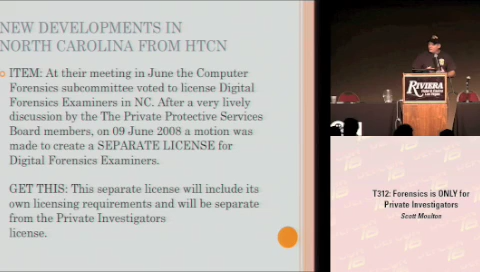 NEW DEVELOPMENTS IN
NORTH CAROLINA FROM HTCN
ITEM: At their meeting in June the Computer
Forensics subcommittee voted to license Digital
Forensics Examiners in NC. After a very lively
discussion by the The Private Protective Services
Board members, on 09 June 2008 a motion was
made to create a SEPARATE LICENSE for
Digital Forensics Examiners.
GET THIS: This separate license will include its
own licensing requirements and will be separate
from the Private Investigators
license.
RIVIERA
T312: Forensics is ONLY for
Private Investigators
Scott Moulton